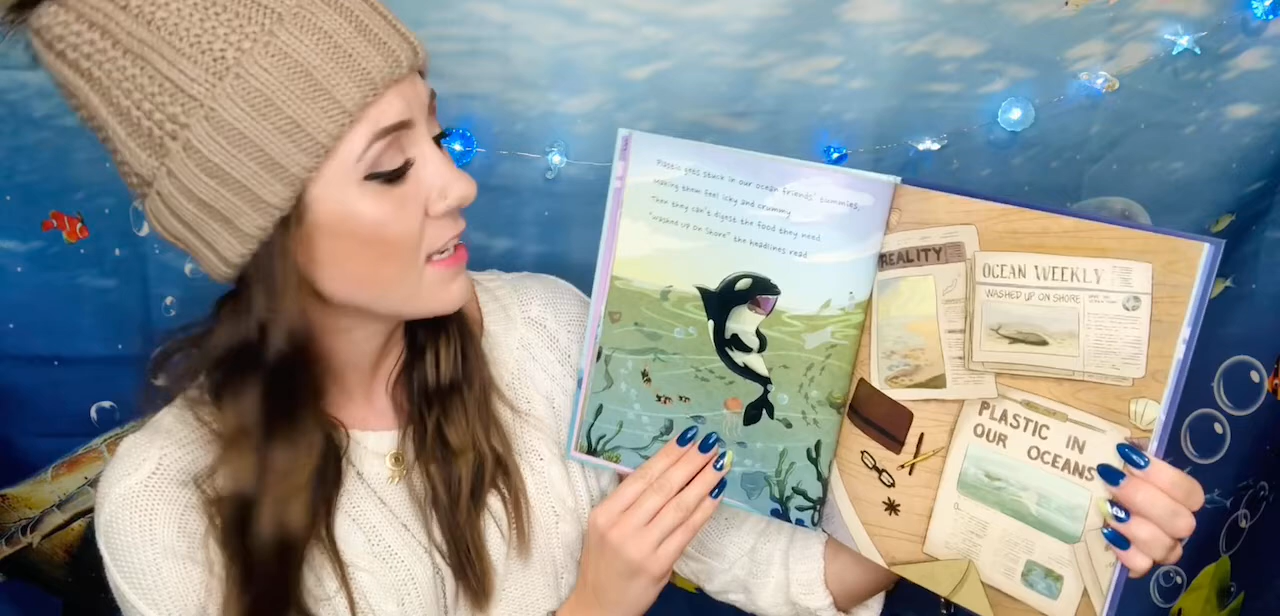 Plastic gets stuck in our ocean friends' tummies,
Making them feel icky and crummy.
Then they can't digest the food they need.
"Washed up on shore" the headlines read.
REALITY
OCEAN WEEKLY
WASHED UP ON SHORE
PLASTIC IN
OUR OCEANS